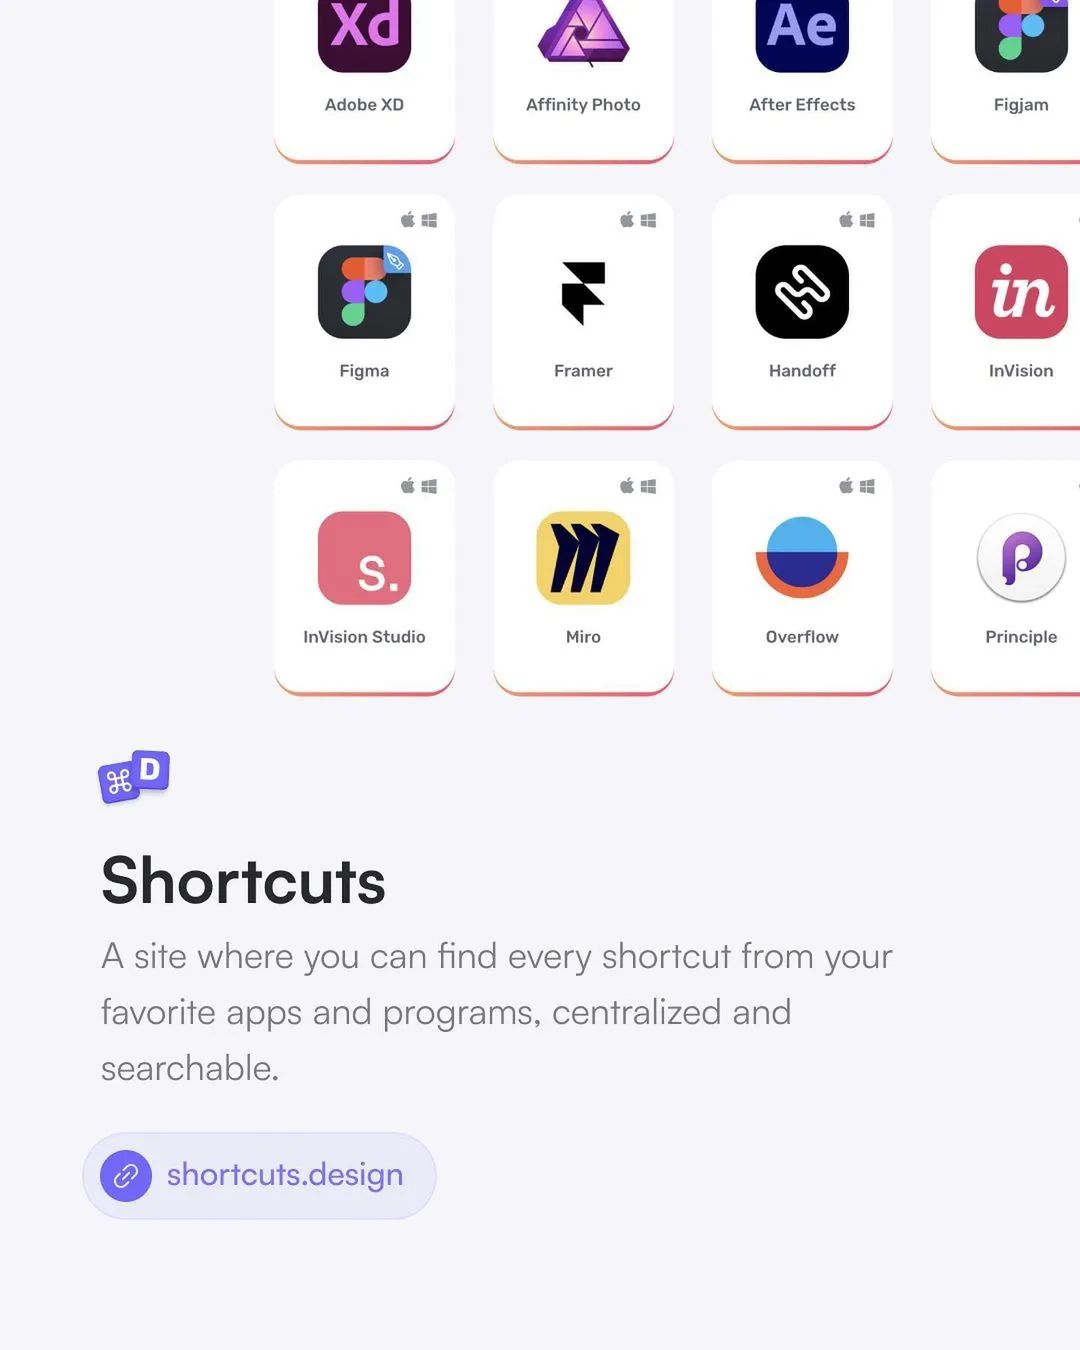 Xd
Ae
Adobe XD
Affinity Photo
After Effects
Figjam
in
Figma
Framer
Handoff
InVision
S.
InVision Studio
Miro
Overflow
Principle
⌘ D
Shortcuts
A site where you can find every shortcut from your
favorite apps and programs, centralized and
searchable.
shortcuts.design